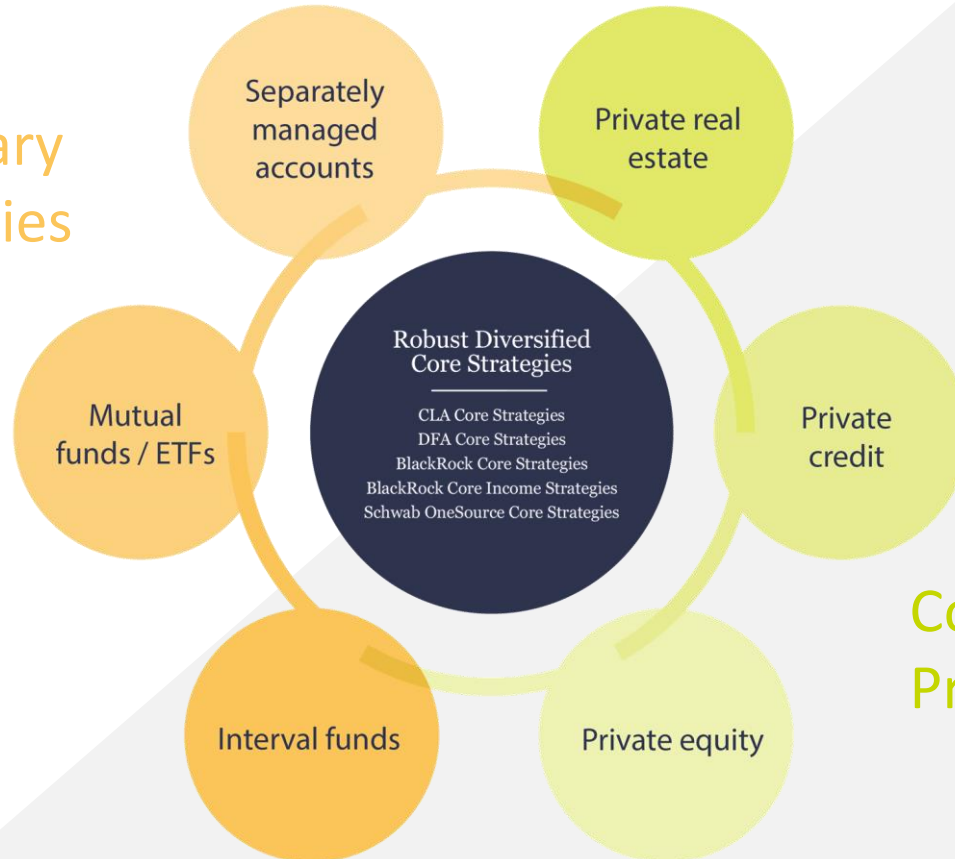 Separately
managed
accounts
Private real
estate
ary
ies
Robust Diversified
Core Strategies
CLA Core Strategies
DFA Core Strategies
BlackRock Core Strategies
BlackRock Core Income Strategies
Schwab OneSource Core Strategies
Mutual
funds / ETFs
Private
credit
Co
Pr
Interval funds
Private equity